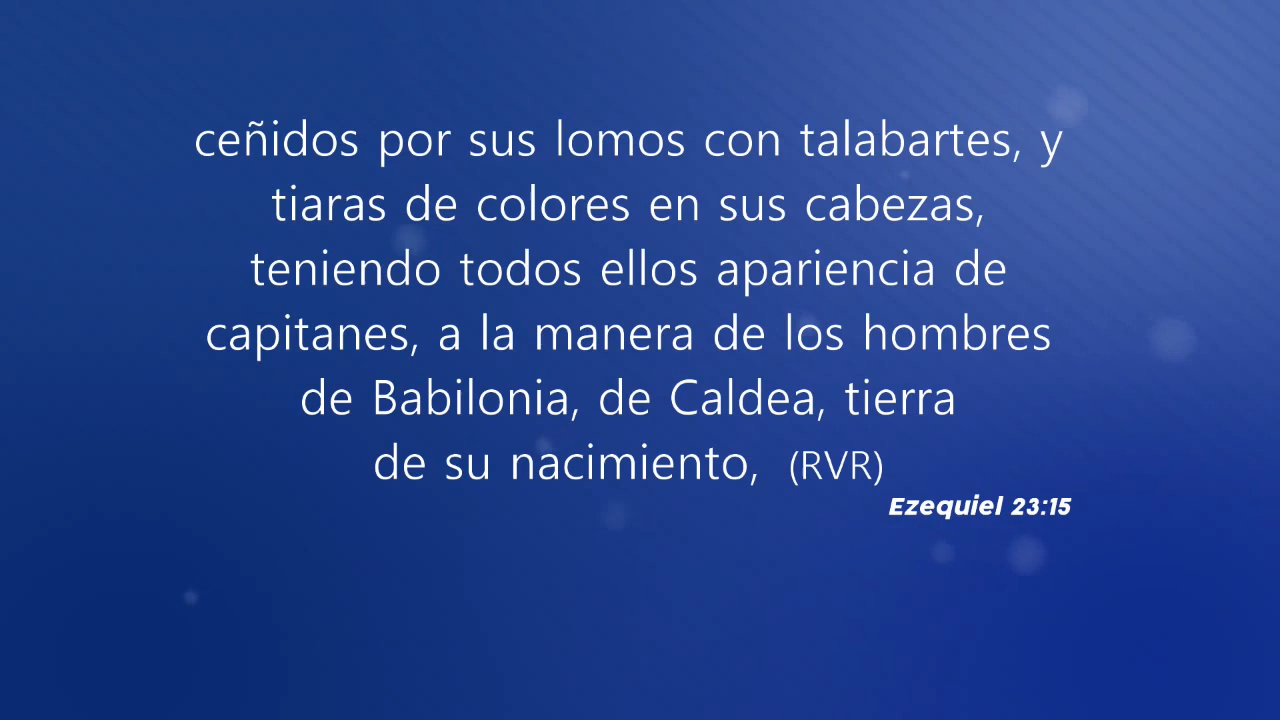 ceñidos por sus lomos con talabartes, y
tiaras de colores en sus cabezas,
teniendo todos ellos apariencia de
capitanes, a la manera de los hombres
de Babilonia, de Caldea, tierra
de su nacimiento, (RVR)
Ezequiel 23:15